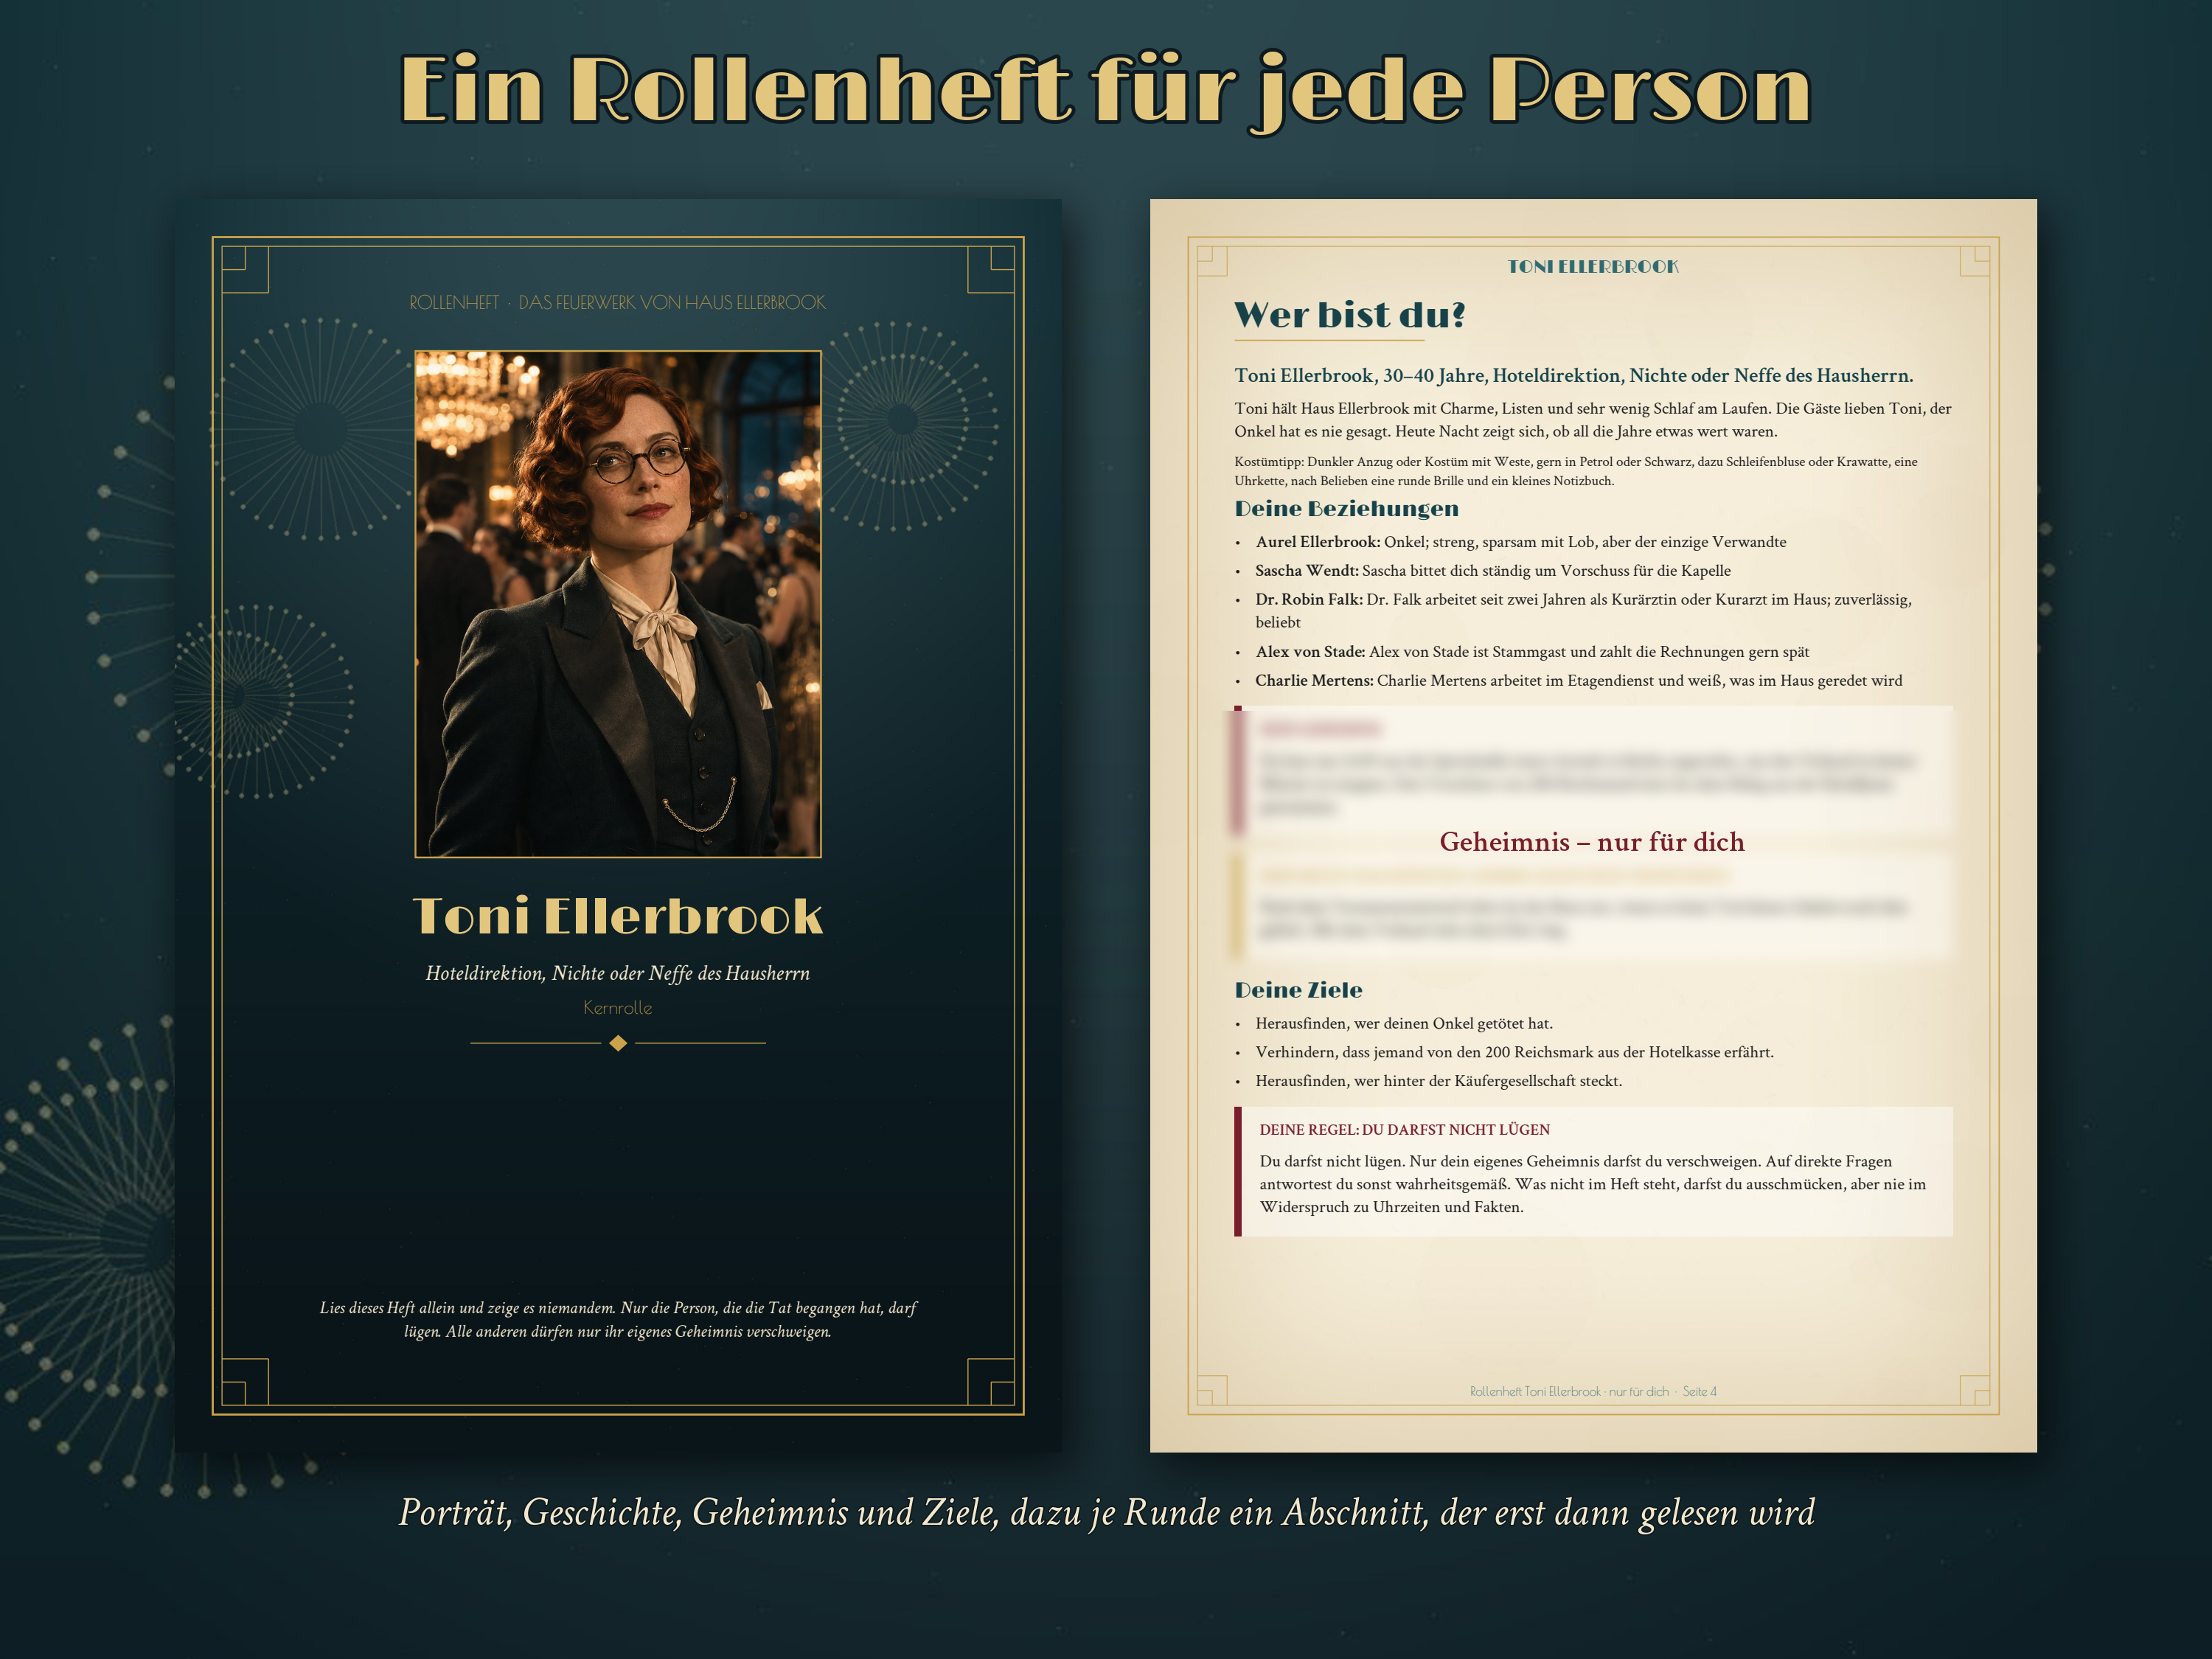 Ein Rollenheft für jede Person
ROLLENHEFT · DAS FEUERWERK VON HAUS ELLERBROOK
Toni Ellerbrook
Hoteldirektion, Nichte oder Neffe des Hausherrn
Kernrolle
Lies dieses Heft allein und zeige es niemandem. Nur die Person, die die Tat begangen hat, darf
lügen. Alle anderen dürfen nur ihr eigenes Geheimnis verschweigen.
TONI ELLERBROOK
Wer bist du?
Toni Ellerbrook, 30–40 Jahre, Hoteldirektion, Nichte oder Neffe des Hausherrn.
Toni hält Haus Ellerbrook mit Charme, Listen und sehr wenig Schlaf am Laufen. Die Gäste lieben Toni, der
Onkel hat es nie gesagt. Heute Nacht zeigt sich, ob all die Jahre etwas wert waren.
Kostümtipp: Dunkler Anzug oder Kostüm mit Weste, gern in Petrol oder Schwarz, dazu Schleifenbluse oder Krawatte, eine
Uhrkette, nach Belieben eine runde Brille und ein kleines Notizbuch.
Deine Beziehungen
• Aurel Ellerbrook: Onkel; streng, sparsam mit Lob, aber der einzige Verwandte
• Sascha Wendt: Sascha bittet dich ständig um Vorschuss für die Kapelle
• Dr. Robin Falk: Dr. Falk arbeitet seit zwei Jahren als Kurärztin oder Kurarzt im Haus; zuverlässig,
beliebt
• Alex von Stade: Alex von Stade ist Stammgast und zahlt die Rechnungen gern spät
• Charlie Mertens: Charlie Mertens arbeitet im Etagendienst und weiß, was im Haus geredet wird
Geheimnis – nur für dich
Deine Ziele
• Herausfinden, wer deinen Onkel getötet hat.
• Verhindern, dass jemand von den 200 Reichsmark aus der Hotelkasse erfährt.
• Herausfinden, wer hinter der Käufergesellschaft steckt.
DEINE REGEL: DU DARFST NICHT LÜGEN
Du darfst nicht lügen. Nur dein eigenes Geheimnis darfst du verschweigen. Auf direkte Fragen
antwortest du sonst wahrheitsgemäß. Was nicht im Heft steht, darfst du ausschmücken, aber nie im
Widerspruch zu Uhrzeiten und Fakten.
Rollenheft Toni Ellerbrook · nur für dich · Seite 4
Porträt, Geschichte, Geheimnis und Ziele, dazu je Runde ein Abschnitt, der erst dann gelesen wird